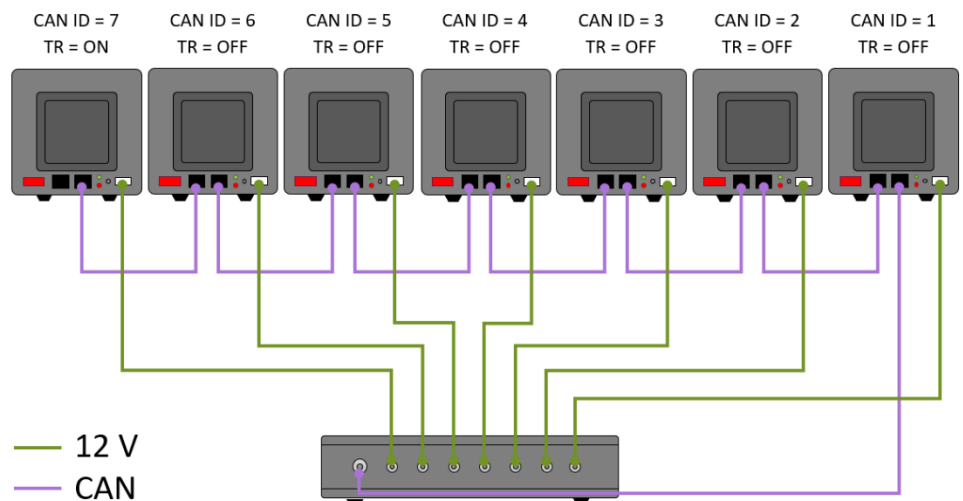 CAN ID = 7
TR = ON
CAN ID = 6
TR = OFF
CAN ID = 5
TR = OFF
CAN ID = 4
TR = OFF
CAN ID = 3
TR = OFF
CAN ID = 2
TR = OFF
CAN ID = 1
TR = OFF
12 V
CAN